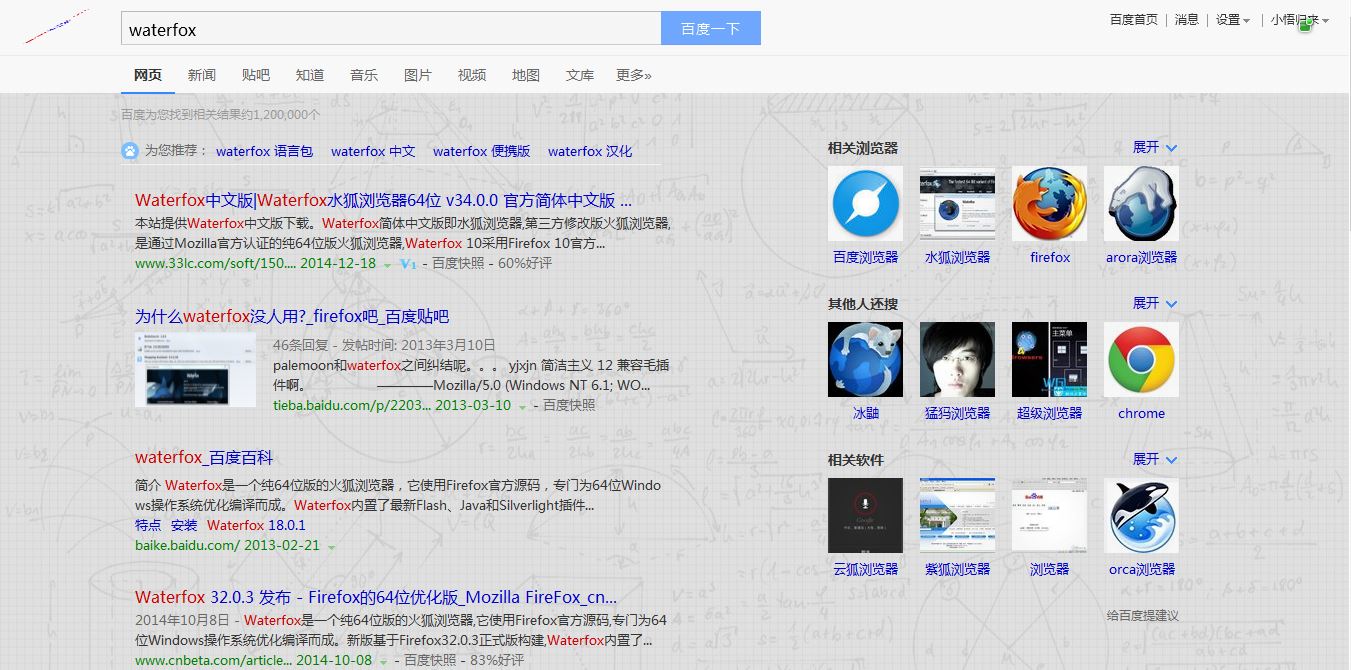 waterfox
百度一下
百度首页 | 消息 | 设置 | 小悟归来
网页 新闻 贴吧 知道 音乐 图片 视频 地图 文库 更多»
百度为您找到相关结果约1,200,000个
为您推荐： waterfox 语言包 waterfox 中文 waterfox 便携版 waterfox 汉化
Waterfox中文版|Waterfox水狐浏览器64位 v34.0.0 官方简体中文版 ...
本站提供Waterfox中文版下载。Waterfox简体中文版即水狐浏览器,第三方修改版火狐浏览器,
是通过Mozilla官方认证的纯64位版火狐浏览器,Waterfox 10采用Firefox 10官方...
www.33lc.com/soft/150.... 2014-12-18 V1 - 百度快照 - 60%好评
为什么waterfox没人用?_firefox吧_百度贴吧
46条回复 - 发帖时间: 2013年3月10日
palemoon和waterfox之间纠结呢。。。 yjxjn 简洁主义 12 兼容毛插
件啊。 ————Mozilla/5.0 (Windows NT 6.1; WO...
tieba.baidu.com/p/2203... 2013-03-10 - 百度快照
waterfox_百度百科
简介 Waterfox是一个纯64位版的火狐浏览器，它使用Firefox官方源码，专门为64位Windo
ws操作系统优化编译而成。Waterfox内置了最新Flash、Java和Silverlight插件...
特点 安装 Waterfox 18.0.1
baike.baidu.com/ 2013-02-21
Waterfox 32.0.3 发布 - Firefox的64位优化版_Mozilla FireFox_cn...
2014年10月8日 - Waterfox是一个纯64位版的火狐浏览器,它使用Firefox官方源码,专门为64
位Windows操作系统优化编译而成。新版基于Firefox32.0.3正式版构建,Waterfox内置了...
www.cnbeta.com/article... 2014-10-08 - 百度快照 - 83%好评
相关浏览器 展开
百度浏览器 水狐浏览器 firefox arora浏览器
其他人还搜 展开
主菜单
冰鼬 猛犸浏览器 超级浏览器 chrome
相关软件 展开
Google
云狐浏览器 紫狐浏览器 浏览器 orca浏览器
给百度提建议